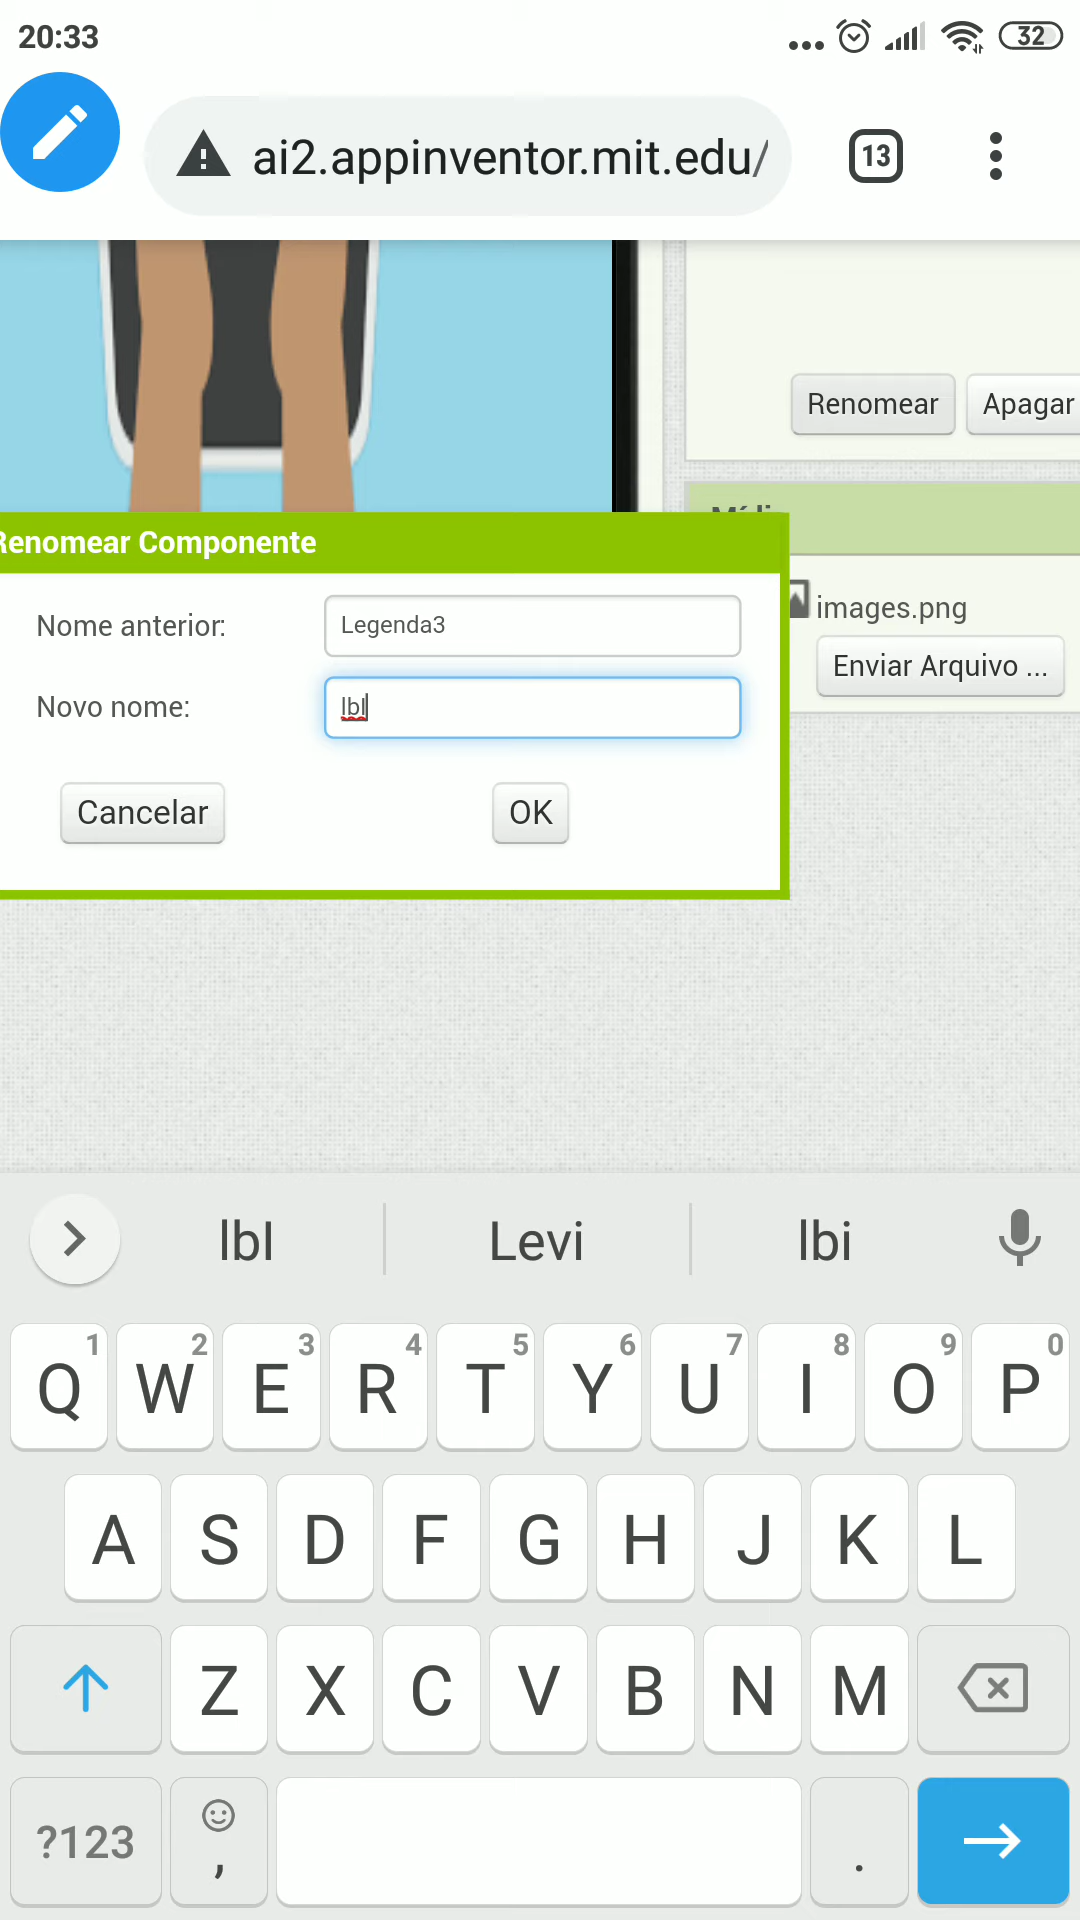 20:33
32
ai2.appinventor.mit.edu/
13
Renomear
Apagar
Renomear Componente
Nome anterior:
Legenda3
images.png
Enviar Arquivo ...
Novo nome:
lbl
Cancelar
OK
lbl
Levi
lbi
1 2 3 4 5 6 7 8 9 0
Q W E R T Y U I O P
A S D F G H J K L
Z X C V B N M
?123
,
.